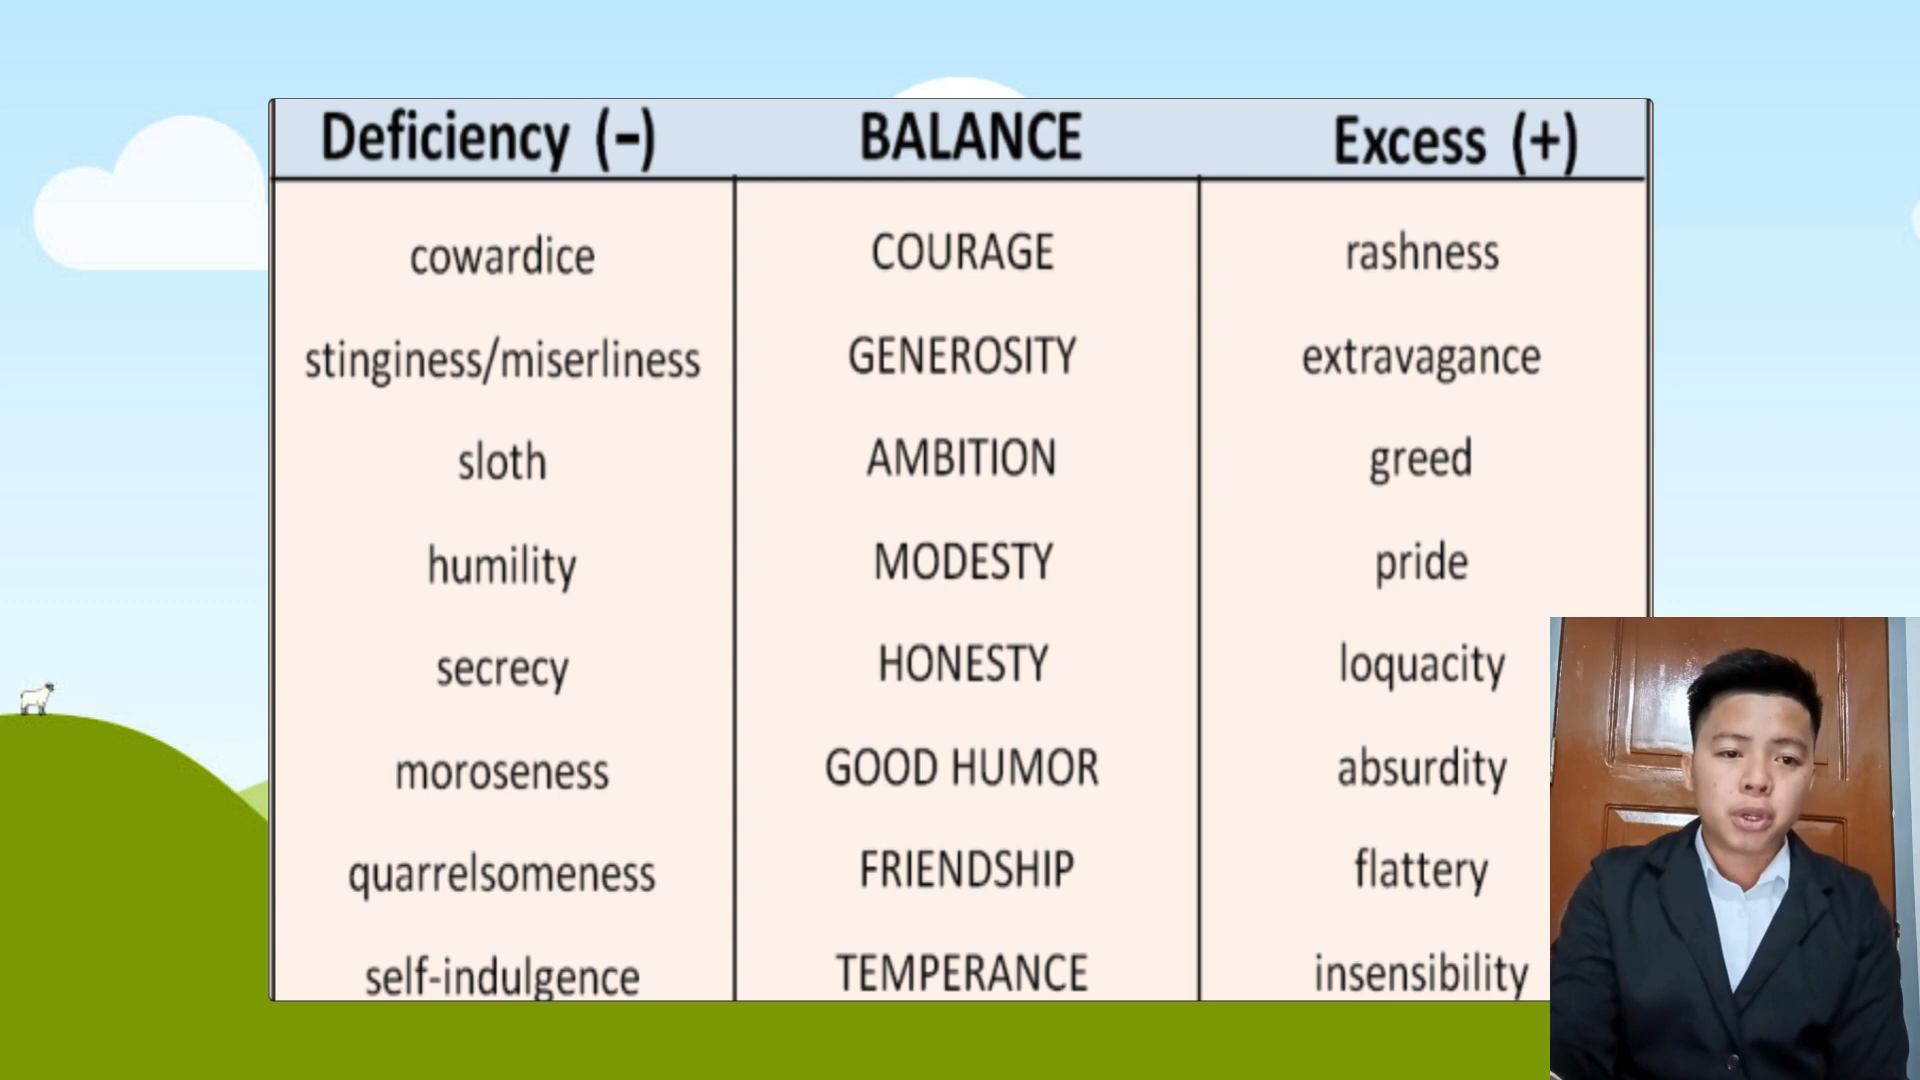 Deficiency (-) BALANCE Excess (+)
cowardice COURAGE rashness
stinginess/miserliness GENEROSITY extravagance
sloth AMBITION greed
humility MODESTY pride
secrecy HONESTY loquacity
moroseness GOOD HUMOR absurdity
quarrelsomeness FRIENDSHIP flattery
self-indulgence TEMPERANCE insensibility